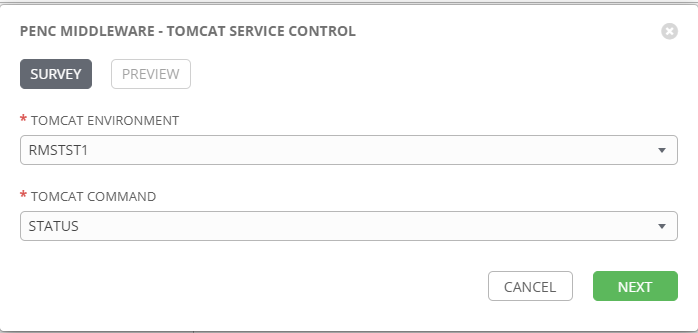 PENC MIDDLEWARE - TOMCAT SERVICE CONTROL
SURVEY PREVIEW
* TOMCAT ENVIRONMENT
RMSTST1
* TOMCAT COMMAND
STATUS
CANCEL NEXT